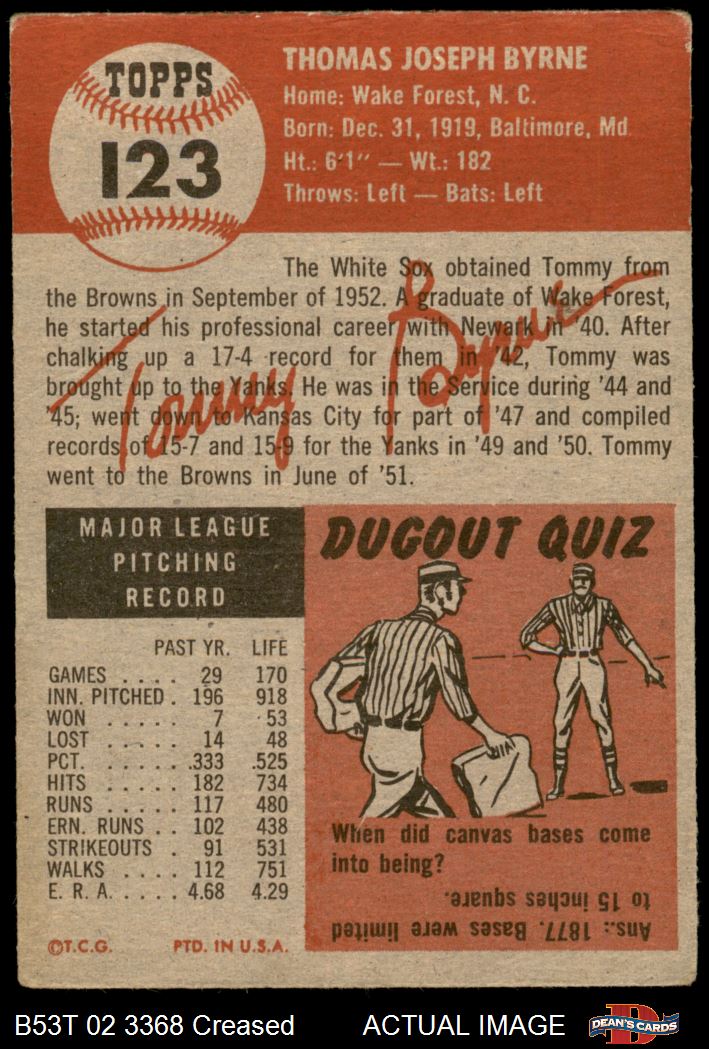 TOPPS
123
THOMAS JOSEPH BYRNE
Home: Wake Forest, N. C.
Born: Dec. 31, 1919, Baltimore, Md
Ht.: 6'1" — Wt.: 182
Throws: Left — Bats: Left
The White Sox obtained Tommy from
the Browns in September of 1952. A graduate of Wake Forest,
he started his professional career with Newark in '40. After
chalking up a 17-4 record for them in '42, Tommy was
brought up to the Yanks. He was in the Service during '44 and
'45; went down to Kansas City for part of '47 and compiled
records of 15-7 and 15-9 for the Yanks in '49 and '50. Tommy
went to the Browns in June of '51.
Tommy Byrne
MAJOR LEAGUE
PITCHING
RECORD
PAST YR. LIFE
GAMES . . . . 29 170
INN. PITCHED . 196 918
WON . . . . . 7 53
LOST . . . . . 14 48
PCT. . . . . . .333 .525
HITS . . . . . 182 734
RUNS . . . . . 117 480
ERN. RUNS . . 102 438
STRIKEOUTS . 91 531
WALKS . . . . 112 751
E. R. A. . . . . 4.68 4.29
©T.C.G. PTD. IN U.S.A.
DUGOUT QUIZ
When did canvas bases come
into being?
Ans.: 1877. Bases were limited
to 15 inches square.
B53T 02 3368 Creased ACTUAL IMAGE
D
DEAN'S CARDS